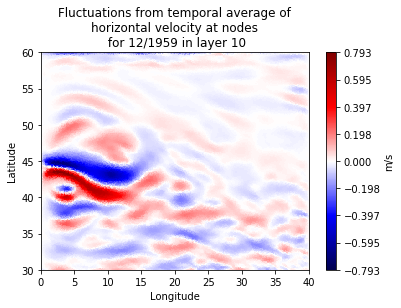 Fluctuations from temporal average of
horizontal velocity at nodes
for 12/1959 in layer 10
60
55
50
45
40
35
30
Latitude
0 5 10 15 20 25 30 35 40
Longitude
0.793
0.595
0.397
0.198
0.000
−0.198
−0.397
−0.595
−0.793
m/s